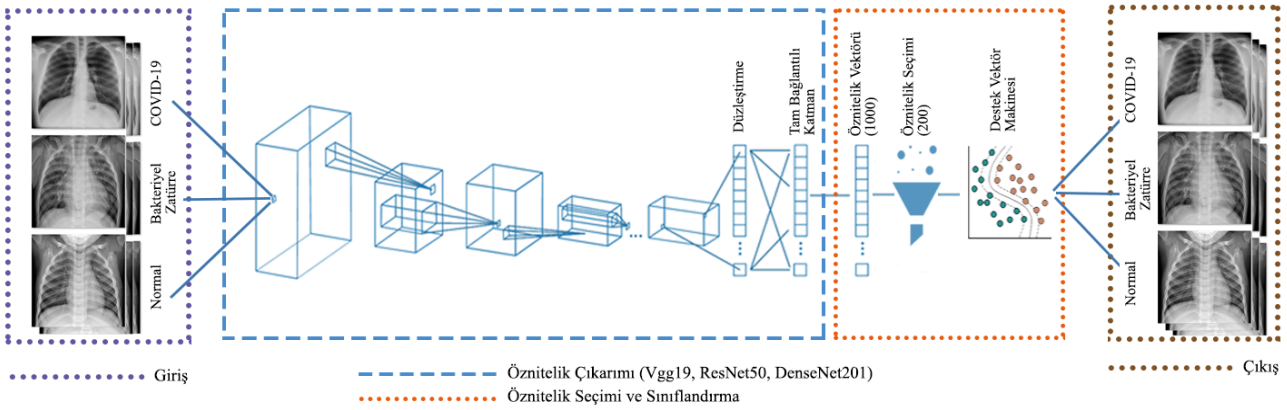 COVID-19
Bakteriyel
Zatürre
Normal
Düzleştirme
Tam Bağlantılı
Katman
Öznitelik Vektörü
(1000)
Öznitelik Seçimi
(200)
Destek Vektör
Makinesi
COVID-19
Bakteriyel
Zatürre
Normal
Giriş
Öznitelik Çıkarımı (Vgg19, ResNet50, DenseNet201)
Öznitelik Seçimi ve Sınıflandırma
Çıkış